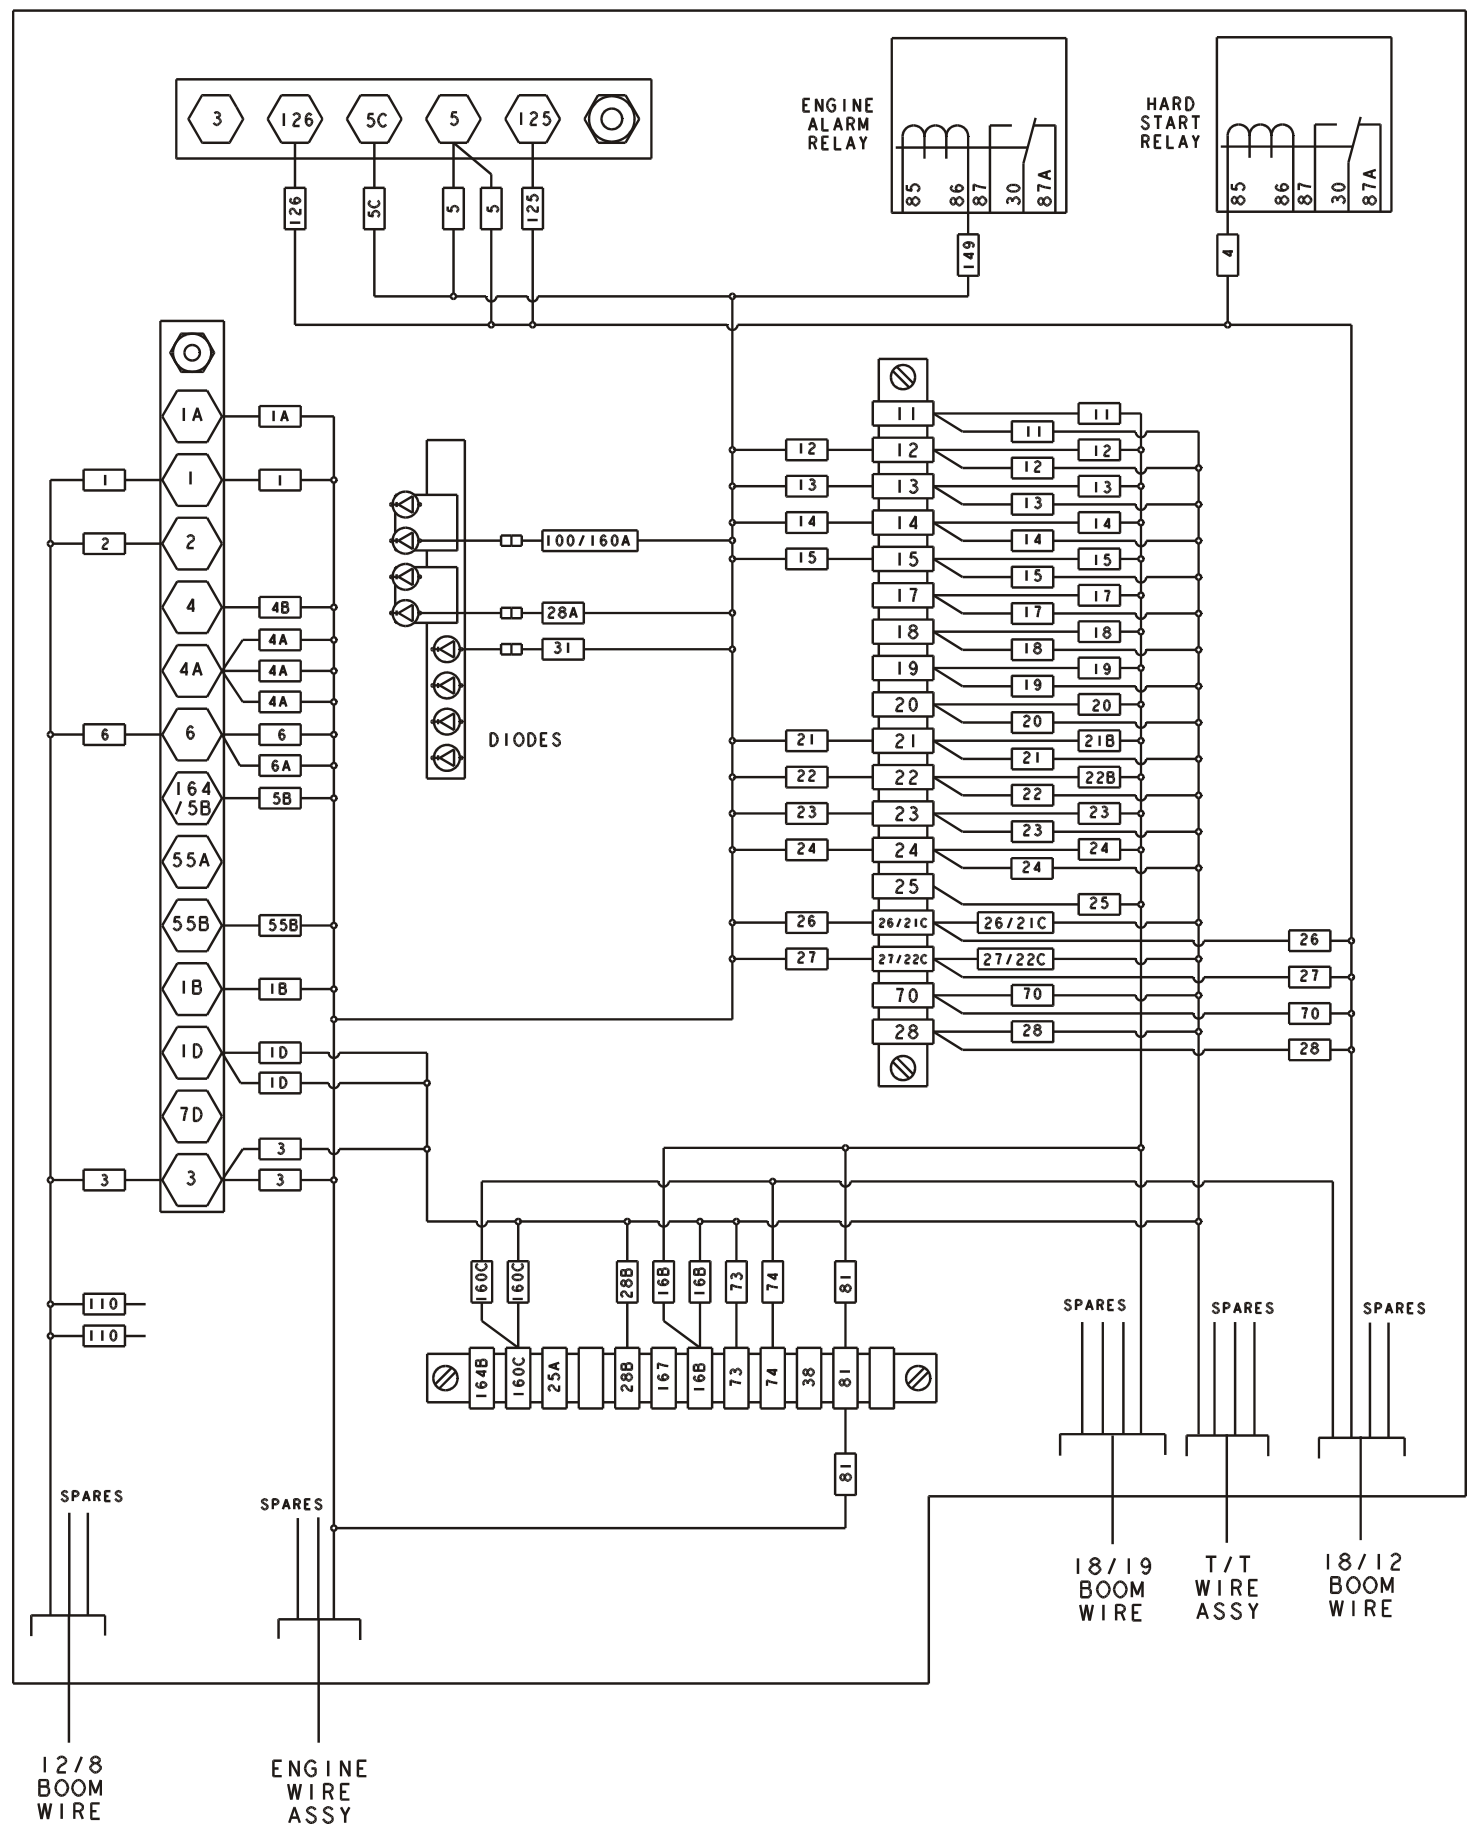 3 126 5C 5 125
126 5C 5 5 125
ENGINE
ALARM
RELAY
85 86 87 30 87A
149
HARD
START
RELAY
85 86 87 30 87A
4
1A 1A
1 1 1
2 2
4 4B
4A
4A 4A
4A
6 6 6
6A
164
/5B 5B
55A
55B 55B
1B 1B
1D 1D
1D
7D
3
3 3 3
110
110
100/160A
28A
31
DIODES
11 11
11
12 12 12
12
13 13 13
13
14 14 14
14
15 15 15
15
17 17
17
18 18
18
19 19
19
20 20
20
21 21 21B
21
22 22 22B
22
23 23 23
23
24 24 24
24
25
25
26 26/21C 26/21C
26
27 27/22C 27/22C
27
70 70
70
28 28
28
160C 160C 28B 16B 16B 73 74 81
164B 160C 25A 28B 167 16B 73 74 38 81
81
SPARES
SPARES
SPARES
SPARES
SPARES
18/19
BOOM
WIRE
T/T
WIRE
ASSY
18/12
BOOM
WIRE
12/8
BOOM
WIRE
ENGINE
WIRE
ASSY